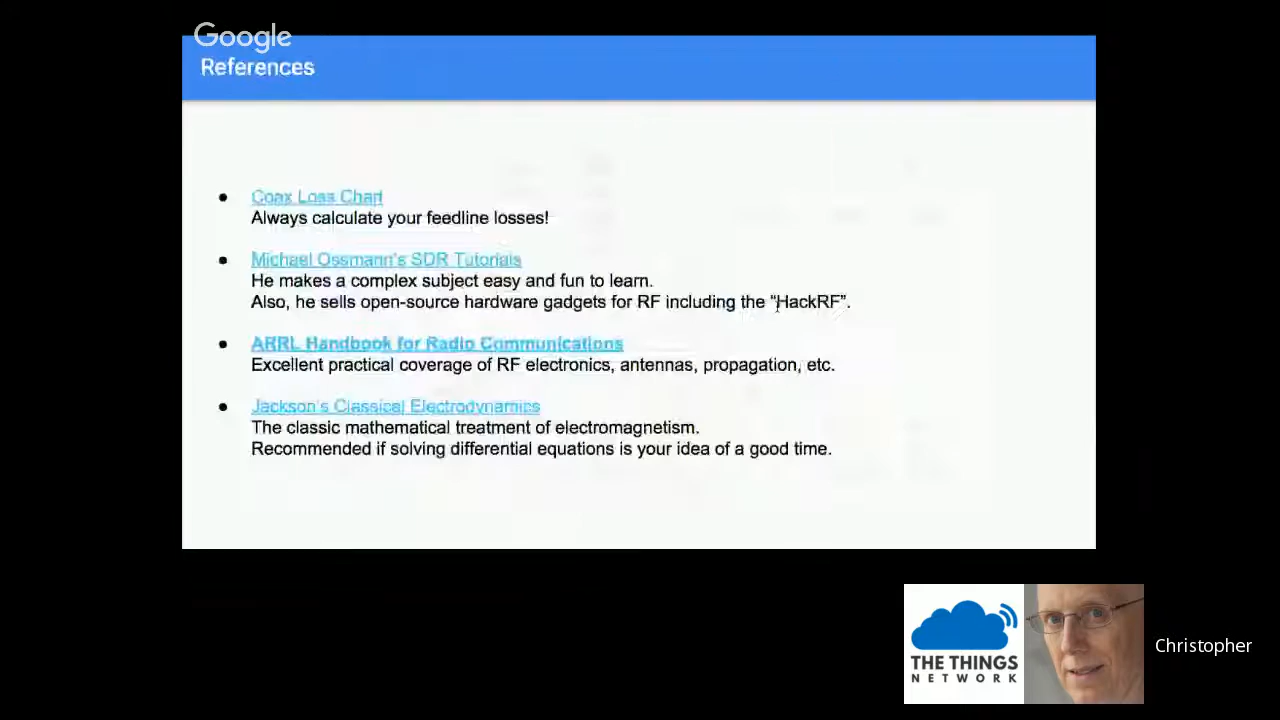 Google
References
Coax Loss Chart
Always calculate your feedline losses!
Michael Ossmann's SDR Tutorials
He makes a complex subject easy and fun to learn.
Also, he sells open-source hardware gadgets for RF including the “HackRF”.
ARRL Handbook for Radio Communications
Excellent practical coverage of RF electronics, antennas, propagation, etc.
Jackson's Classical Electrodynamics
The classic mathematical treatment of electromagnetism.
Recommended if solving differential equations is your idea of a good time.
THE THINGS
NETWORK
Christopher